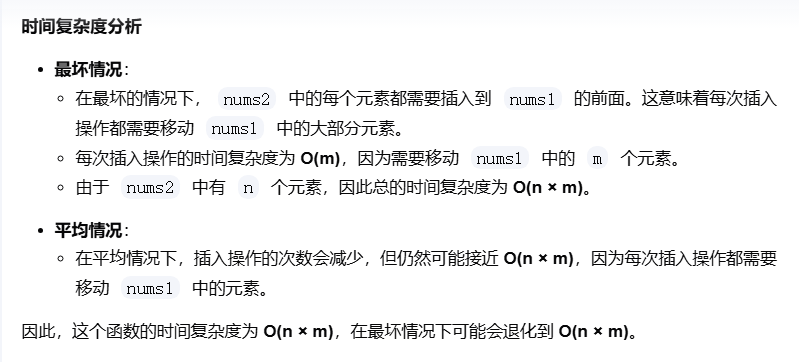 时间复杂度分析
• 最坏情况：
◦ 在最坏的情况下， nums2 中的每个元素都需要插入到 nums1 的前面。这意味着每次插入
操作都需要移动 nums1 中的大部分元素。
◦ 每次插入操作的时间复杂度为 O(m)，因为需要移动 nums1 中的 m 个元素。
◦ 由于 nums2 中有 n 个元素，因此总的时间复杂度为 O(n × m)。
• 平均情况：
◦ 在平均情况下，插入操作的次数会减少，但仍然可能接近 O(n × m)，因为每次插入操作都需要
移动 nums1 中的元素。
因此，这个函数的时间复杂度为 O(n × m)，在最坏情况下可能会退化到 O(n × m)。